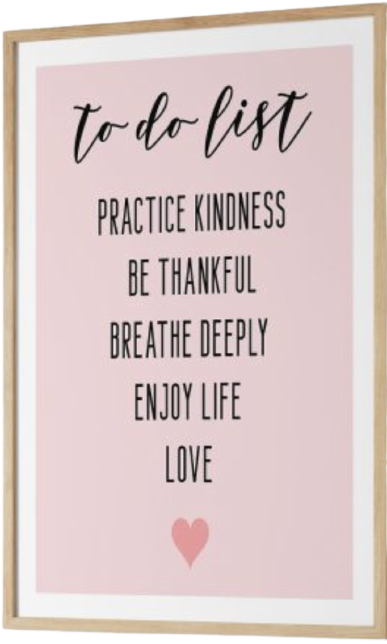 to do list
PRACTICE KINDNESS
BE THANKFUL
BREATHE DEEPLY
ENJOY LIFE
LOVE